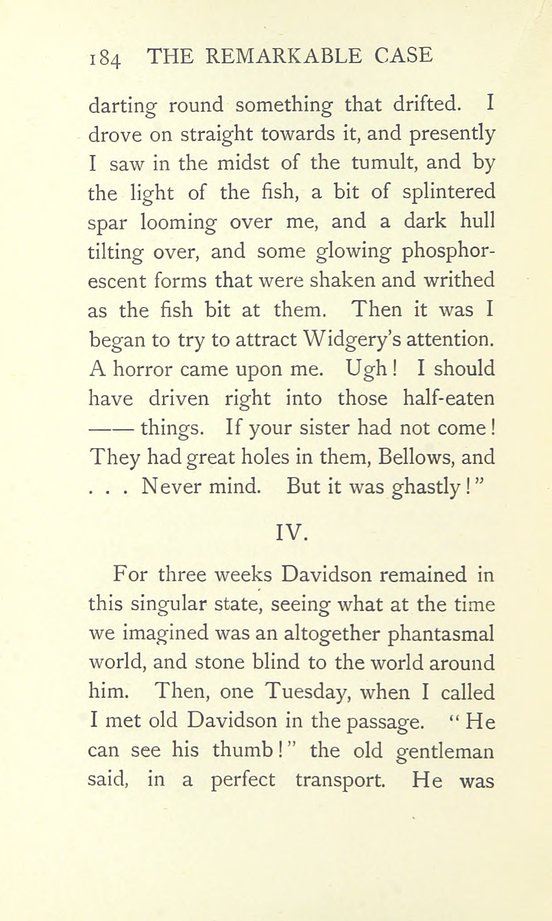 184 THE REMARKABLE CASE
darting round something that drifted. I
drove on straight towards it, and presently
I saw in the midst of the tumult, and by
the light of the fish, a bit of splintered
spar looming over me, and a dark hull
tilting over, and some glowing phosphor-
escent forms that were shaken and writhed
as the fish bit at them. Then it was I
began to try to attract Widgery’s attention.
A horror came upon me. Ugh! I should
have driven right into those half-eaten
—— things. If your sister had not come!
They had great holes in them, Bellows, and
. . . Never mind. But it was ghastly!”
IV.
For three weeks Davidson remained in
this singular state, seeing what at the time
we imagined was an altogether phantasmal
world, and stone blind to the world around
him. Then, one Tuesday, when I called
I met old Davidson in the passage. “He
can see his thumb!” the old gentleman
said, in a perfect transport. He was